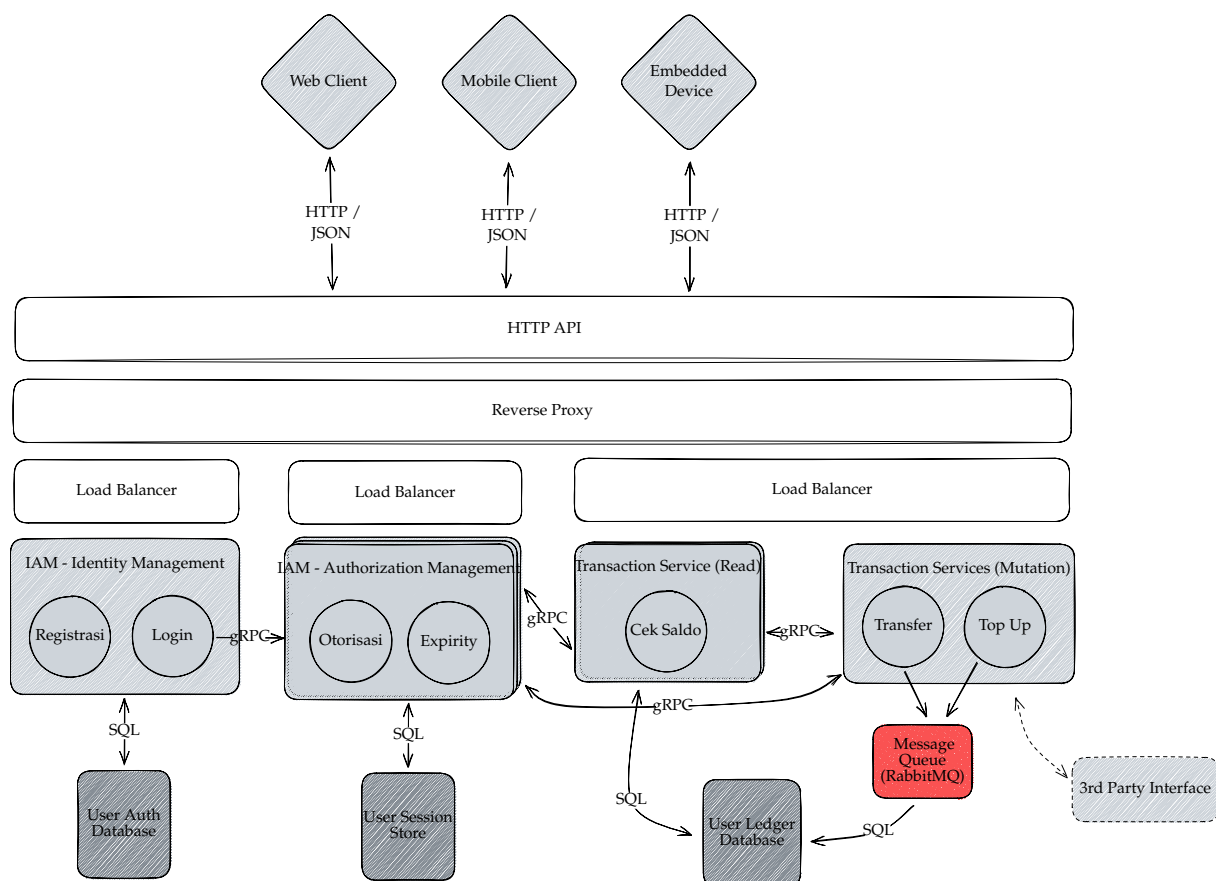 Web Client
Mobile Client
Embedded
Device
HTTP /
JSON
HTTP /
JSON
HTTP /
JSON
HTTP API
Reverse Proxy
Load Balancer
Load Balancer
Load Balancer
IAM - Identity Management
IAM - Authorization Management
Transaction Service (Read)
Transaction Services (Mutation)
Registrasi
Login
gRPC
Otorisasi
Expirity
gRPC
Cek Saldo
gRPC
Transfer
Top Up
gRPC
SQL
SQL
SQL
Message
Queue
(RabbitMQ)
3rd Party Interface
User Auth
Database
User Session
Store
User Ledger
Database
SQL